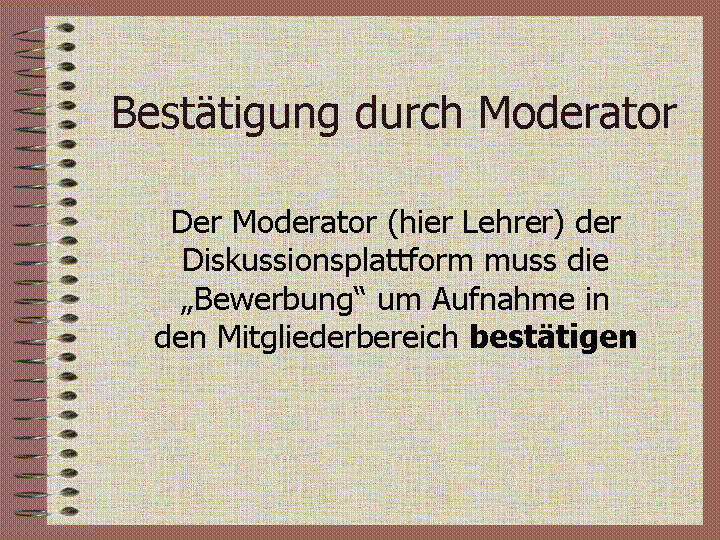 Bestätigung durch Moderator
Der Moderator (hier Lehrer) der
Diskussionsplattform muss die
„Bewerbung“ um Aufnahme in
den Mitgliederbereich bestätigen